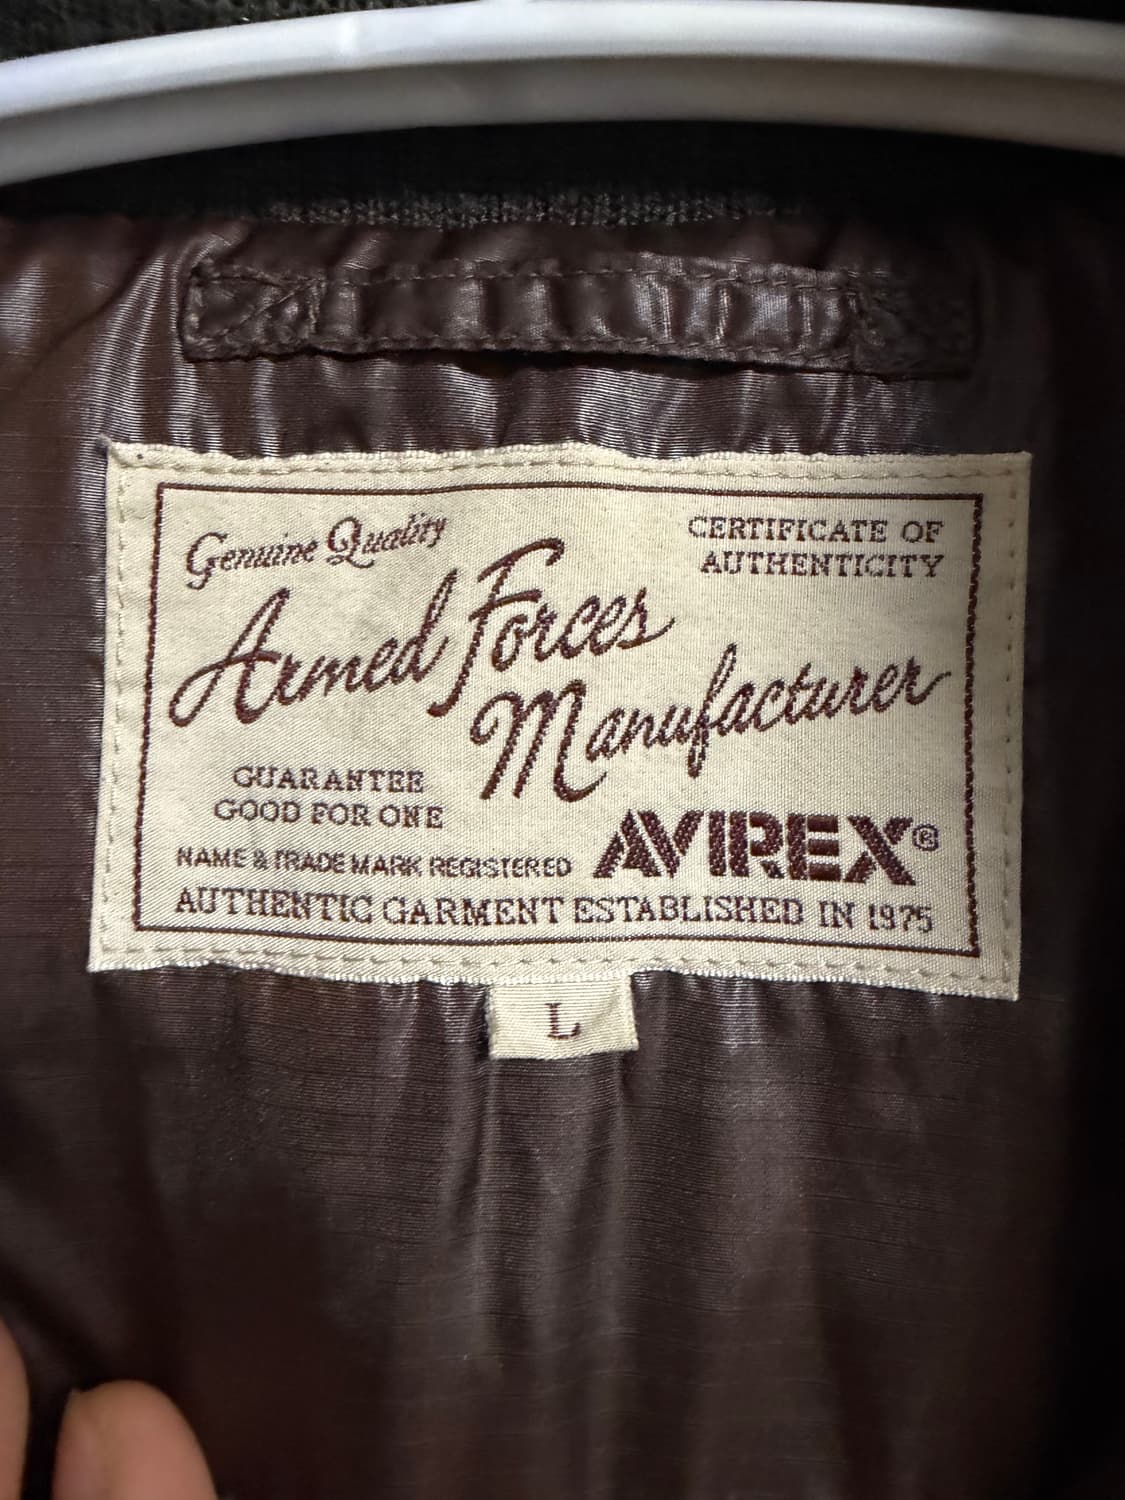 Genuine Quality
CERTIFICATE OF
AUTHENTICITY
Armed Forces
Manufacturer
GUARANTEE
GOOD FOR ONE
NAME & TRADE MARK REGISTERED
AVIREX®
AUTHENTIC GARMENT ESTABLISHED IN 1975
L